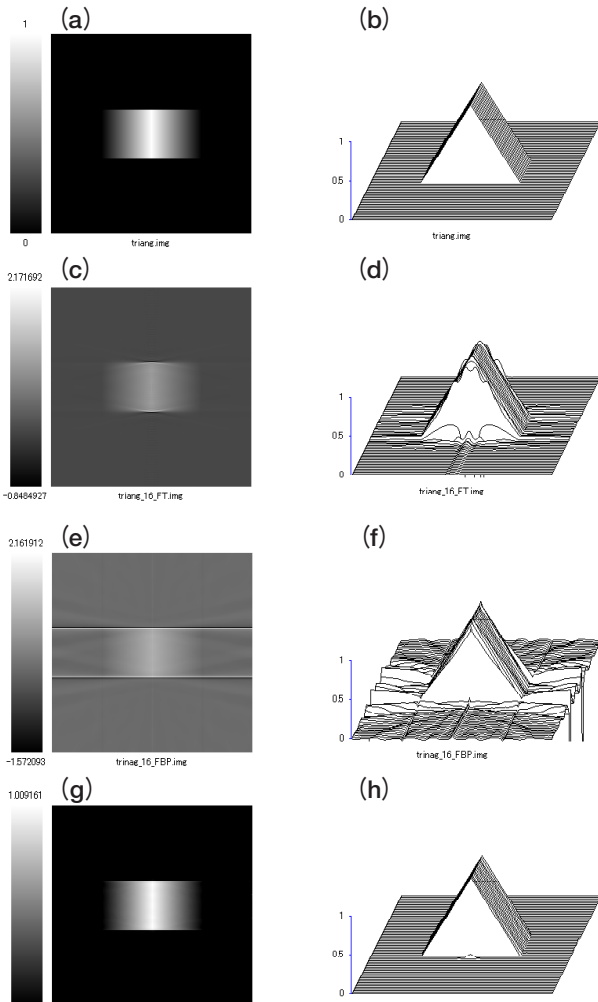 (a)
1
0
triang.img
(b)
1
0.5
0
triang.img
(c)
2.171692
-0.8484927
triang_16_FT.img
(d)
1
0.5
0
triang_16_FT.img
(e)
2.161912
-1.572093
trinag_16_FBP.img
(f)
1
0.5
0
trinaq_16_FBP.img
(g)
1.009161
(h)
1
0.5
0